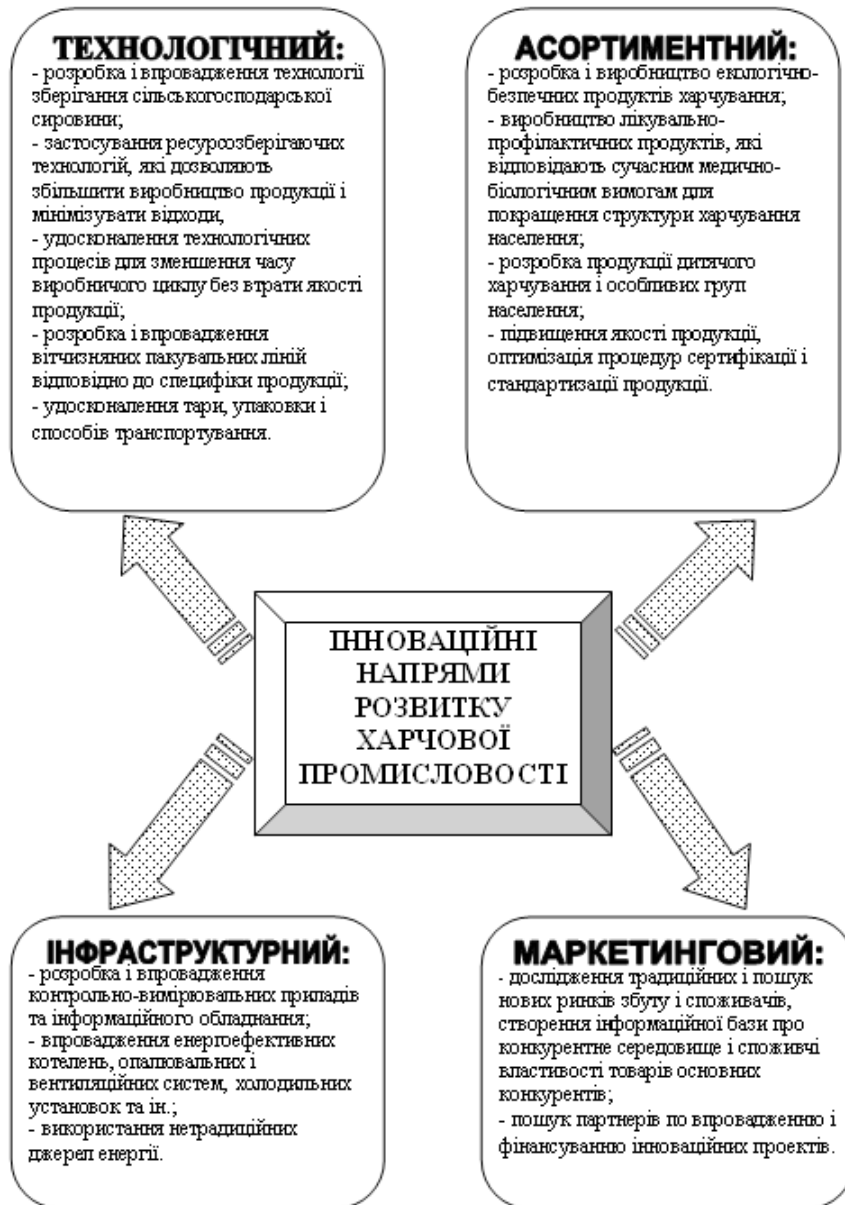 ТЕХНОЛОГІЧНИЙ:
- розробка і впровадження технології
зберігання сільськогосподарської
сировини;
- застосування ресурсозберігаючих
технологій, які дозволяють
збільшити виробництво продукції і
мінімізувати відходи,
- удосконалення технологічних
процесів для зменшення часу
виробничого циклу без втрати якості
продукції;
- розробка і впровадження
вітчизняних пакувальних ліній
відповідно до специфіки продукції;
- удосконалення тари, упаковки і
способів транспортування.
АСОРТИМЕНТНИЙ:
- розробка і виробництво екологічно-
безпечних продуктів харчування;
- виробництво лікувально-
профілактичних продуктів, які
відповідають сучасним медично-
біологічним вимогам для
покращення структури харчування
населення;
- розробка продукції дитячого
харчування і особливих груп
населення;
- підвищення якості продукції,
оптимізація процедур сертифікації і
стандартизації продукції.
ІННОВАЦІЙНІ
НАПРЯМИ
РОЗВИТКУ
ХАРЧОВОЇ
ПРОМИСЛОВОСТІ
ІНФРАСТРУКТУРНИЙ:
- розробка і впровадження
контрольно-вимірювальних приладів
та інформаційного обладнання;
- впровадження енергоефективних
котелень, опалювальних і
вентиляційних систем, холодильних
установок та ін.;
- використання нетрадиційних
джерел енергії.
МАРКЕТИНГОВИЙ:
- дослідження традиційних і пошук
нових ринків збуту і споживачів,
створення інформаційної бази про
конкурентне середовище і споживчі
властивості товарів основних
конкурентів;
- пошук партнерів по впровадженню і
фінансуванню інноваційних проектів.